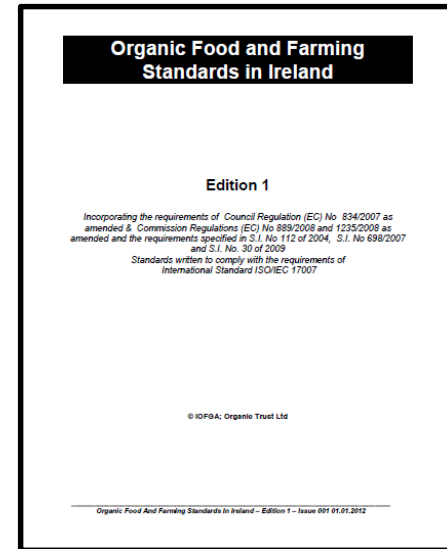 Organic Food and Farming
Standards in Ireland
Edition 1
Incorporating the requirements of Council Regulation (EC) No 834/2007 as
amended & Commission Regulations (EC) No 889/2008 and 1235/2008 as
amended and the requirements specified in S.I. No 112 of 2004, S.I. No 698/2007
and S.I. No. 30 of 2009
Standards written to comply with the requirements of
International Standard ISO/IEC 17007
© IOFGA; Organic Trust Ltd
Organic Food And Farming Standards In Ireland – Edition 1 – Issue 001 01.01.2012